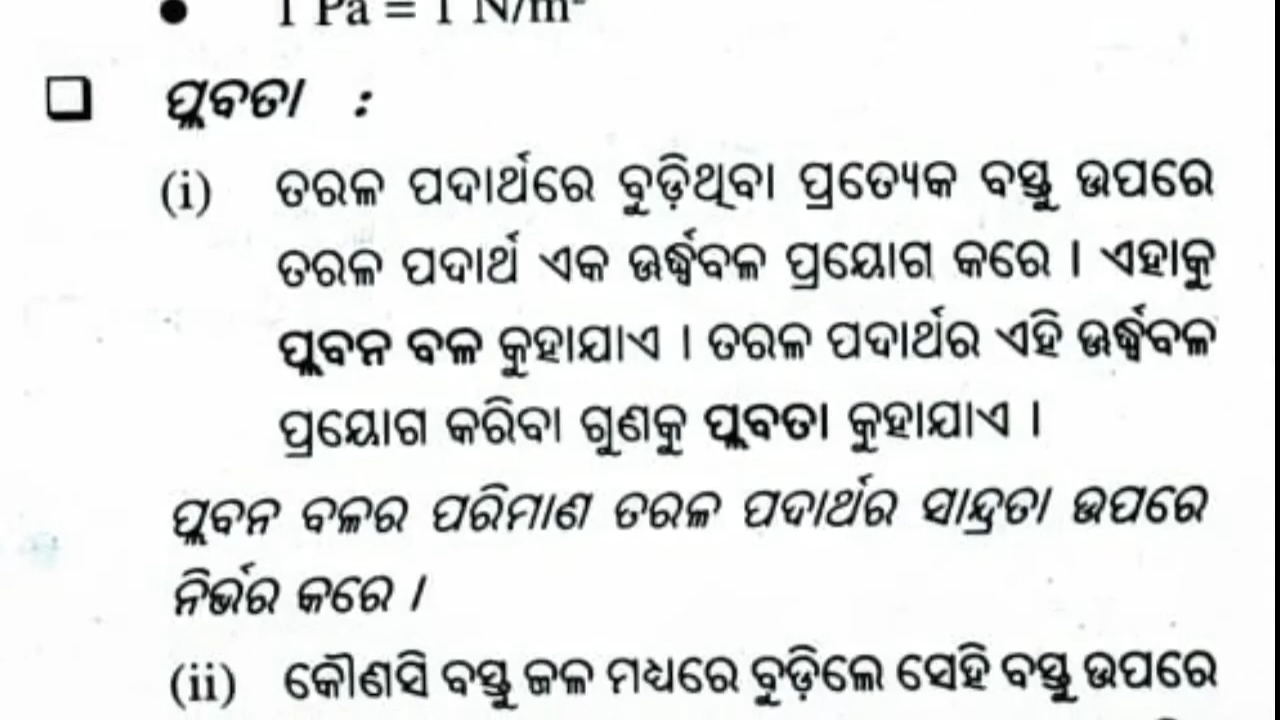 ● 1 Pa = 1 N/m²
❑ ପ୍ଲବତା :
(i) ତରଳ ପଦାର୍ଥରେ ବୁଡ଼ିଥିବା ପ୍ରତ୍ୟେକ ବସ୍ତୁ ଉପରେ
ତରଳ ପଦାର୍ଥ ଏକ ଊର୍ଦ୍ଧ୍ୱବଳ ପ୍ରୟୋଗ କରେ । ଏହାକୁ
ପ୍ଲବନ ବଳ କୁହାଯାଏ । ତରଳ ପଦାର୍ଥର ଏହି ଊର୍ଦ୍ଧ୍ୱବଳ
ପ୍ରୟୋଗ କରିବା ଗୁଣକୁ ପ୍ଲବତା କୁହାଯାଏ ।
ପ୍ଲବନ ବଳର ପରିମାଣ ତରଳ ପଦାର୍ଥର ସାନ୍ଦ୍ରତା ଉପରେ
ନିର୍ଭର କରେ ।
(ii) କୌଣସି ବସ୍ତୁ ଜଳ ମଧ୍ୟରେ ବୁଡ଼ିଲେ ସେହି ବସ୍ତୁ ଉପରେ